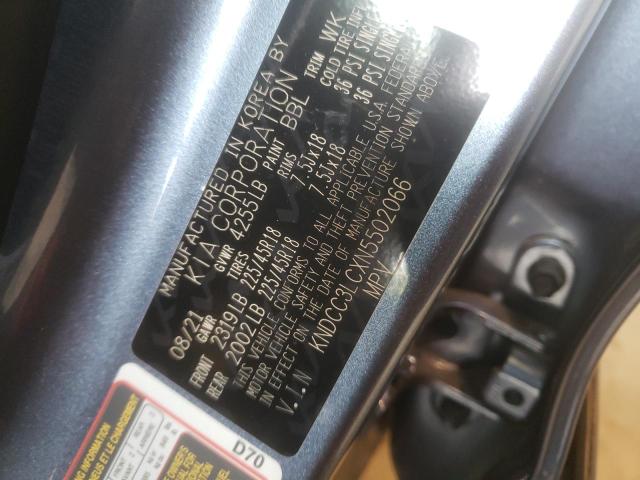 MANUFACTURED IN KOREA BY
KIA CORPORATION
08/21 GVWR 4255LB PAINT BBL TRIM WK
GAWR TIRES RIMS COLD TIRE INFL
FRONT 2319LB 225/45R18 7.5JX18 36 PSI SINGLE
REAR 2002LB 225/45R18 7.5JX18 36 PSI SINGL
THIS VEHICLE CONFORMS TO ALL APPLICABLE U.S.A. FEDERAL
MOTOR VEHICLE SAFETY AND THEFT PREVENTION STANDARDS
IN EFFECT ON THE DATE OF MANUFACTURE SHOWN ABOVE.
V.I.N KNDCC3LCXN5502066
MPV
D70